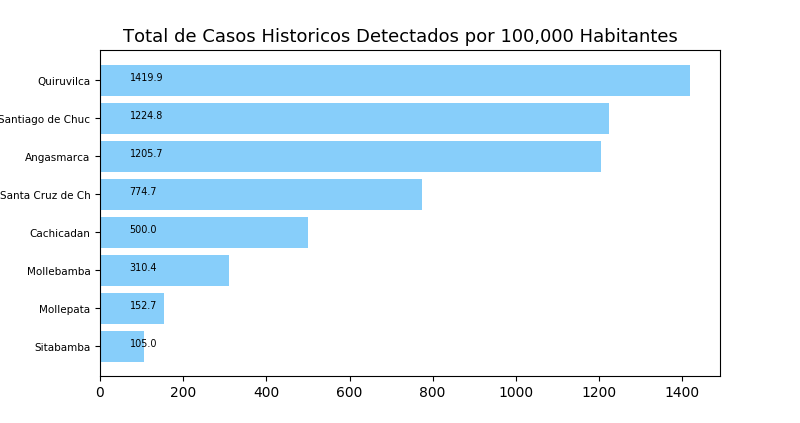 Total de Casos Historicos Detectados por 100,000 Habitantes
Quiruvilca 1419.9
Santiago de Chuc 1224.8
Angasmarca 1205.7
Santa Cruz de Ch 774.7
Cachicadan 500.0
Mollebamba 310.4
Mollepata 152.7
Sitabamba 105.0
0 200 400 600 800 1000 1200 1400